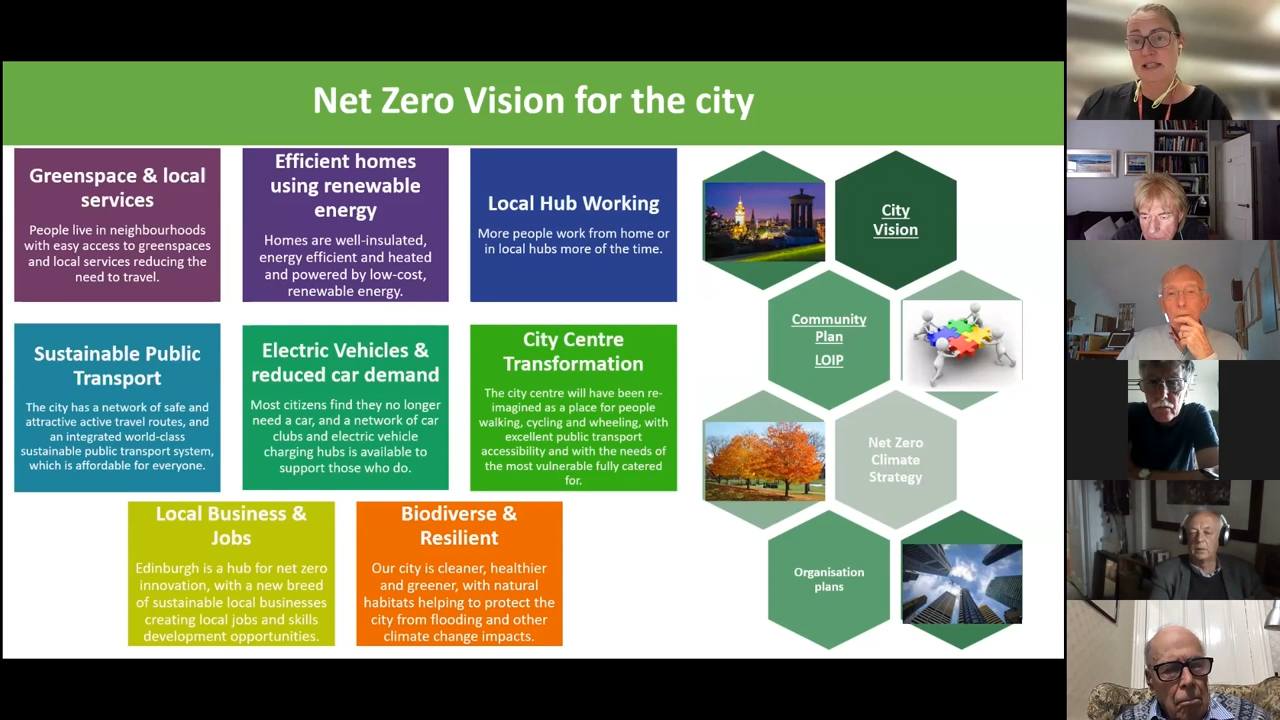 Net Zero Vision for the city
Greenspace & local
services
People live in neighbourhoods
with easy access to greenspaces
and local services reducing the
need to travel.
Efficient homes
using renewable
energy
Homes are well-insulated,
energy efficient and heated
and powered by low-cost,
renewable energy.
Local Hub Working
More people work from home or
in local hubs more of the time.
Sustainable Public
Transport
The city has a network of safe and
attractive active travel routes, and
an integrated world-class
sustainable public transport system,
which is affordable for everyone.
Electric Vehicles &
reduced car demand
Most citizens find they no longer
need a car, and a network of car
clubs and electric vehicle
charging hubs is available to
support those who do.
City Centre
Transformation
The city centre will have been re-
imagined as a place for people
walking, cycling and wheeling, with
excellent public transport
accessibility and with the needs of
the most vulnerable fully catered
for.
Local Business &
Jobs
Edinburgh is a hub for net zero
innovation, with a new breed
of sustainable local businesses
creating local jobs and skills
development opportunities.
Biodiverse &
Resilient
Our city is cleaner, healthier
and greener, with natural
habitats helping to protect the
city from flooding and other
climate change impacts.
City
Vision
Community
Plan
LOIP
Net Zero
Climate
Strategy
Organisation
plans